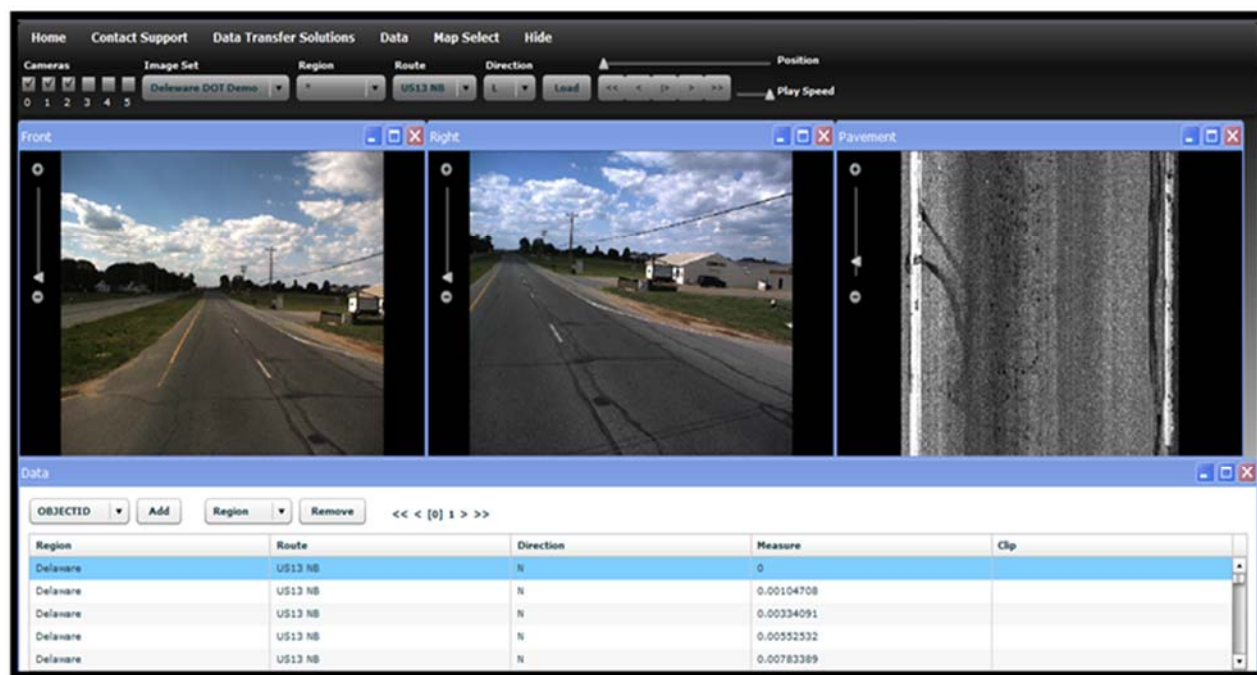 Home Contact Support Data Transfer Solutions Data Map Select Hide
Cameras Image Set Region Route Direction Position
Deleware DOT Demo * US13 NB L Load << < |> > >> Play Speed
0 1 2 3 4 5
Front Right Pavement
Data
OBJECTID Add Region Remove << < [0] 1 > >>
Region Route Direction Measure Clip
Delaware US13 NB N 0
Delaware US13 NB N 0.00104708
Delaware US13 NB N 0.00334091
Delaware US13 NB N 0.00552532
Delaware US13 NB N 0.00783389